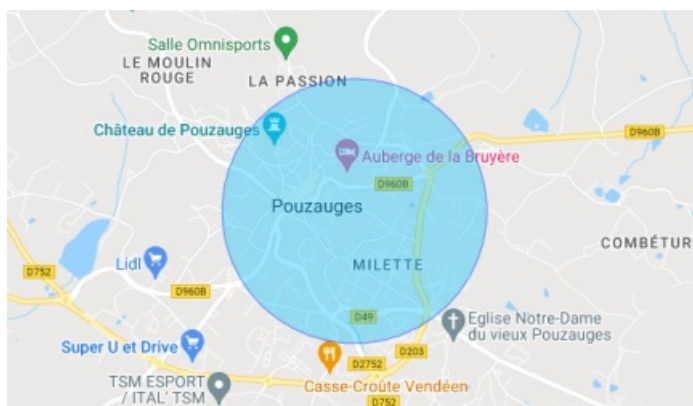 Salle Omnisports
LE MOULIN
ROUGE
LA PASSION
Château de Pouzauges
D960B
Auberge de la Bruyère
D960B
Pouzauges
COMBÉTUR
MILETTE
Lidl
D752
D960B
D49
Eglise Notre-Dame
du vieux Pouzauges
Super U et Drive
D203
D2752
TSM ESPORT
/ ITAL' TSM
Casse-Croûte Vendéen
D752